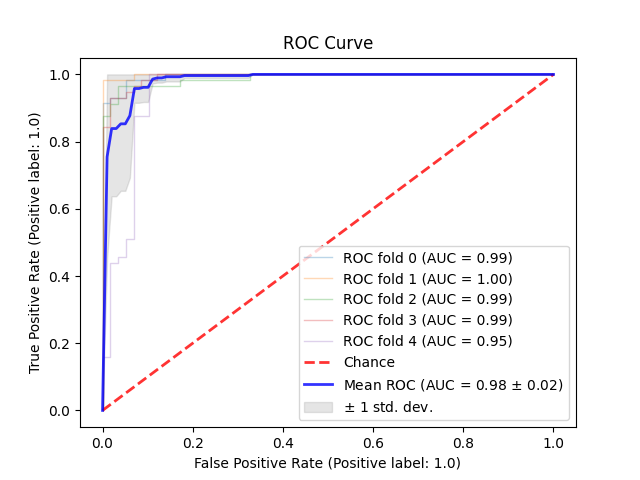 ROC Curve
True Positive Rate (Positive label: 1.0)
1.0
0.8
0.6
0.4
0.2
0.0
ROC fold 0 (AUC = 0.99)
ROC fold 1 (AUC = 1.00)
ROC fold 2 (AUC = 0.99)
ROC fold 3 (AUC = 0.99)
ROC fold 4 (AUC = 0.95)
Chance
Mean ROC (AUC = 0.98 ± 0.02)
± 1 std. dev.
0.0 0.2 0.4 0.6 0.8 1.0
False Positive Rate (Positive label: 1.0)